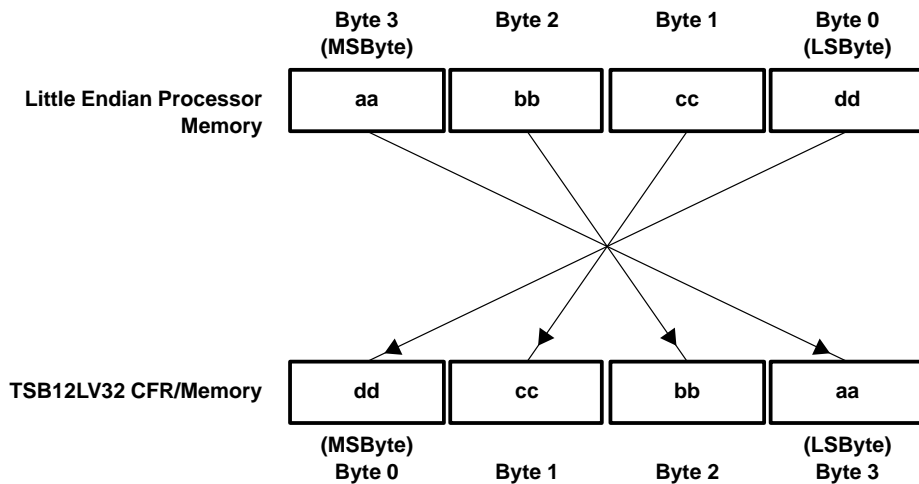 Byte 3 Byte 2 Byte 1 Byte 0
(MSByte) (LSByte)
Little Endian Processor
Memory
aa bb cc dd
TSB12LV32 CFR/Memory
dd cc bb aa
(MSByte) (LSByte)
Byte 0 Byte 1 Byte 2 Byte 3